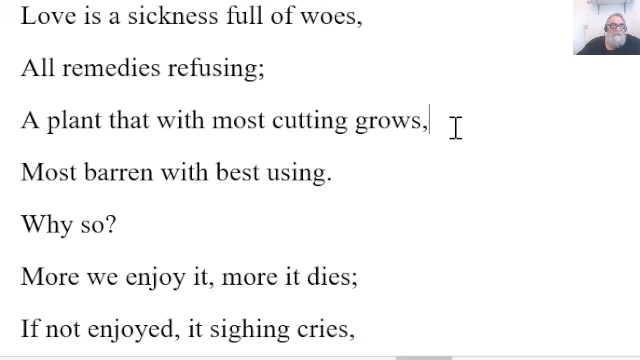 Love is a sickness full of woes,
All remedies refusing;
A plant that with most cutting grows,
Most barren with best using.
Why so?
More we enjoy it, more it dies;
If not enjoyed, it sighing cries,